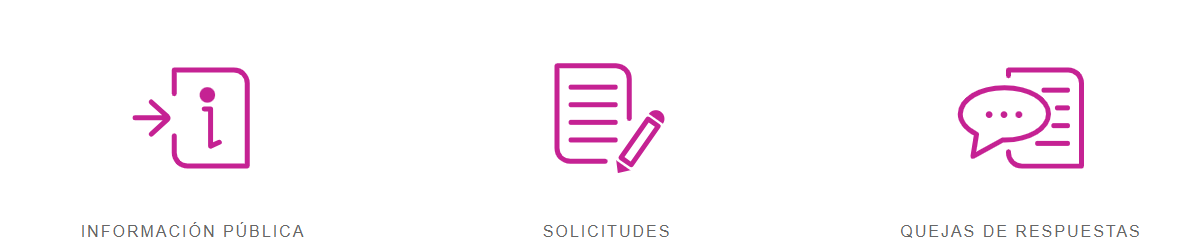 INFORMACIÓN PÚBLICA
SOLICITUDES
QUEJAS DE RESPUESTAS